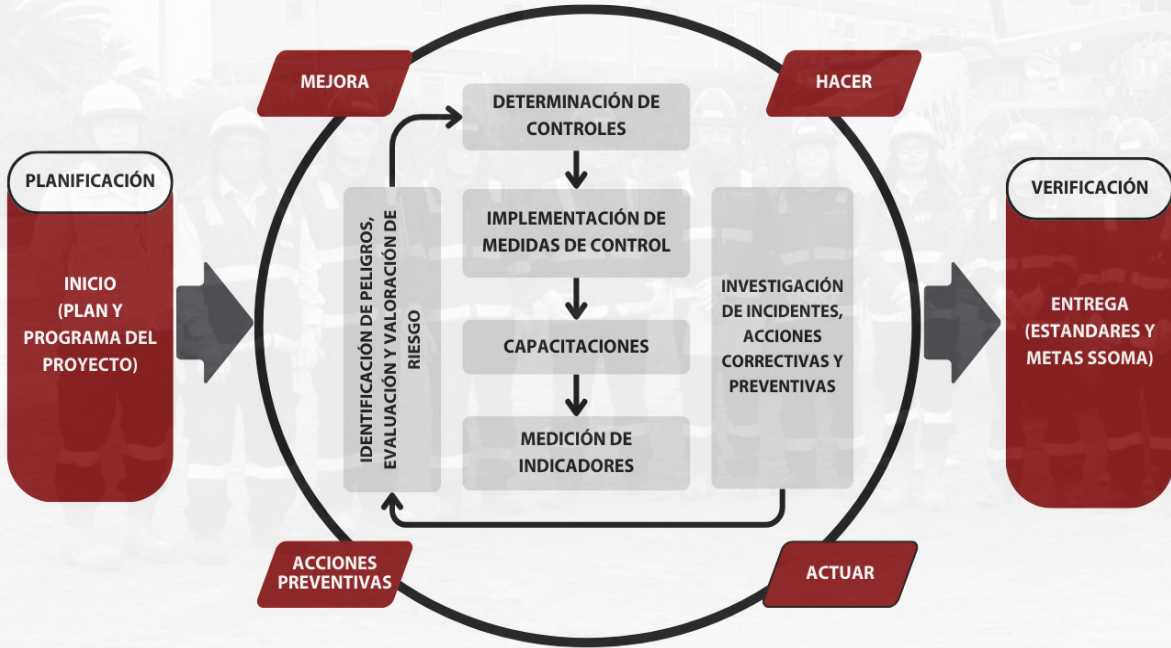 MEJORA
HACER
PLANIFICACIÓN
INICIO
(PLAN Y
PROGRAMA DEL
PROYECTO)
IDENTIFICACIÓN DE PELIGROS,
EVALUACIÓN Y VALORACIÓN DE
RIESGO
DETERMINACIÓN DE
CONTROLES
IMPLEMENTACIÓN DE
MEDIDAS DE CONTROL
CAPACITACIONES
MEDICIÓN DE
INDICADORES
INVESTIGACIÓN
DE INCIDENTES,
ACCIONES
CORRECTIVAS Y
PREVENTIVAS
VERIFICACIÓN
ENTREGA
(ESTANDARES Y
METAS SSOMA)
ACCIONES
PREVENTIVAS
ACTUAR